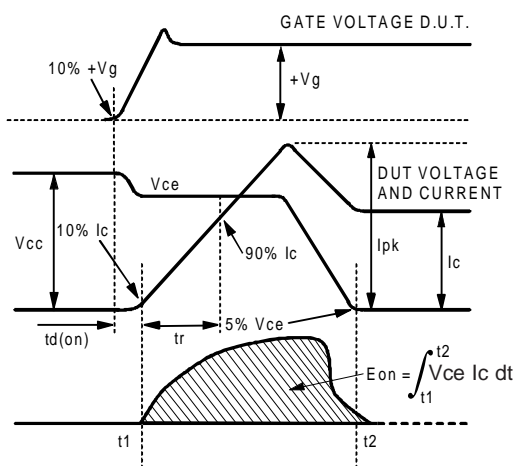 GATE VOLTAGE D.U.T.
10% +Vg
+Vg
Vce
DUT VOLTAGE
AND CURRENT
Vcc
10% Ic
90% Ic
Ipk
Ic
td(on)
tr
5% Vce
Eon = ∫ Vce Ic dt
t2
t1
t1
t2